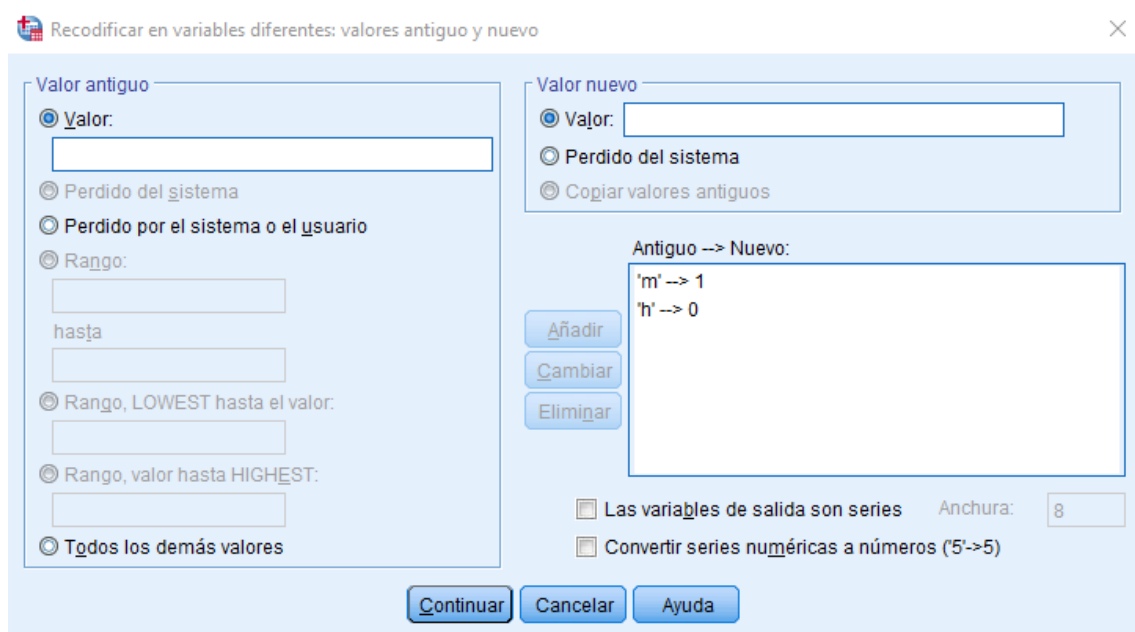 Recodificar en variables diferentes: valores antiguo y nuevo
Valor antiguo
Valor:
Perdido del sistema
Perdido por el sistema o el usuario
Rango:
hasta
Rango, LOWEST hasta el valor:
Rango, valor hasta HIGHEST:
Todos los demás valores
Valor nuevo
Valor:
Perdido del sistema
Copiar valores antiguos
Antiguo --> Nuevo:
'm' --> 1
'h' --> 0
Añadir
Cambiar
Eliminar
Las variables de salida son series Anchura: 8
Convertir series numéricas a números ('5'->5)
Continuar Cancelar Ayuda